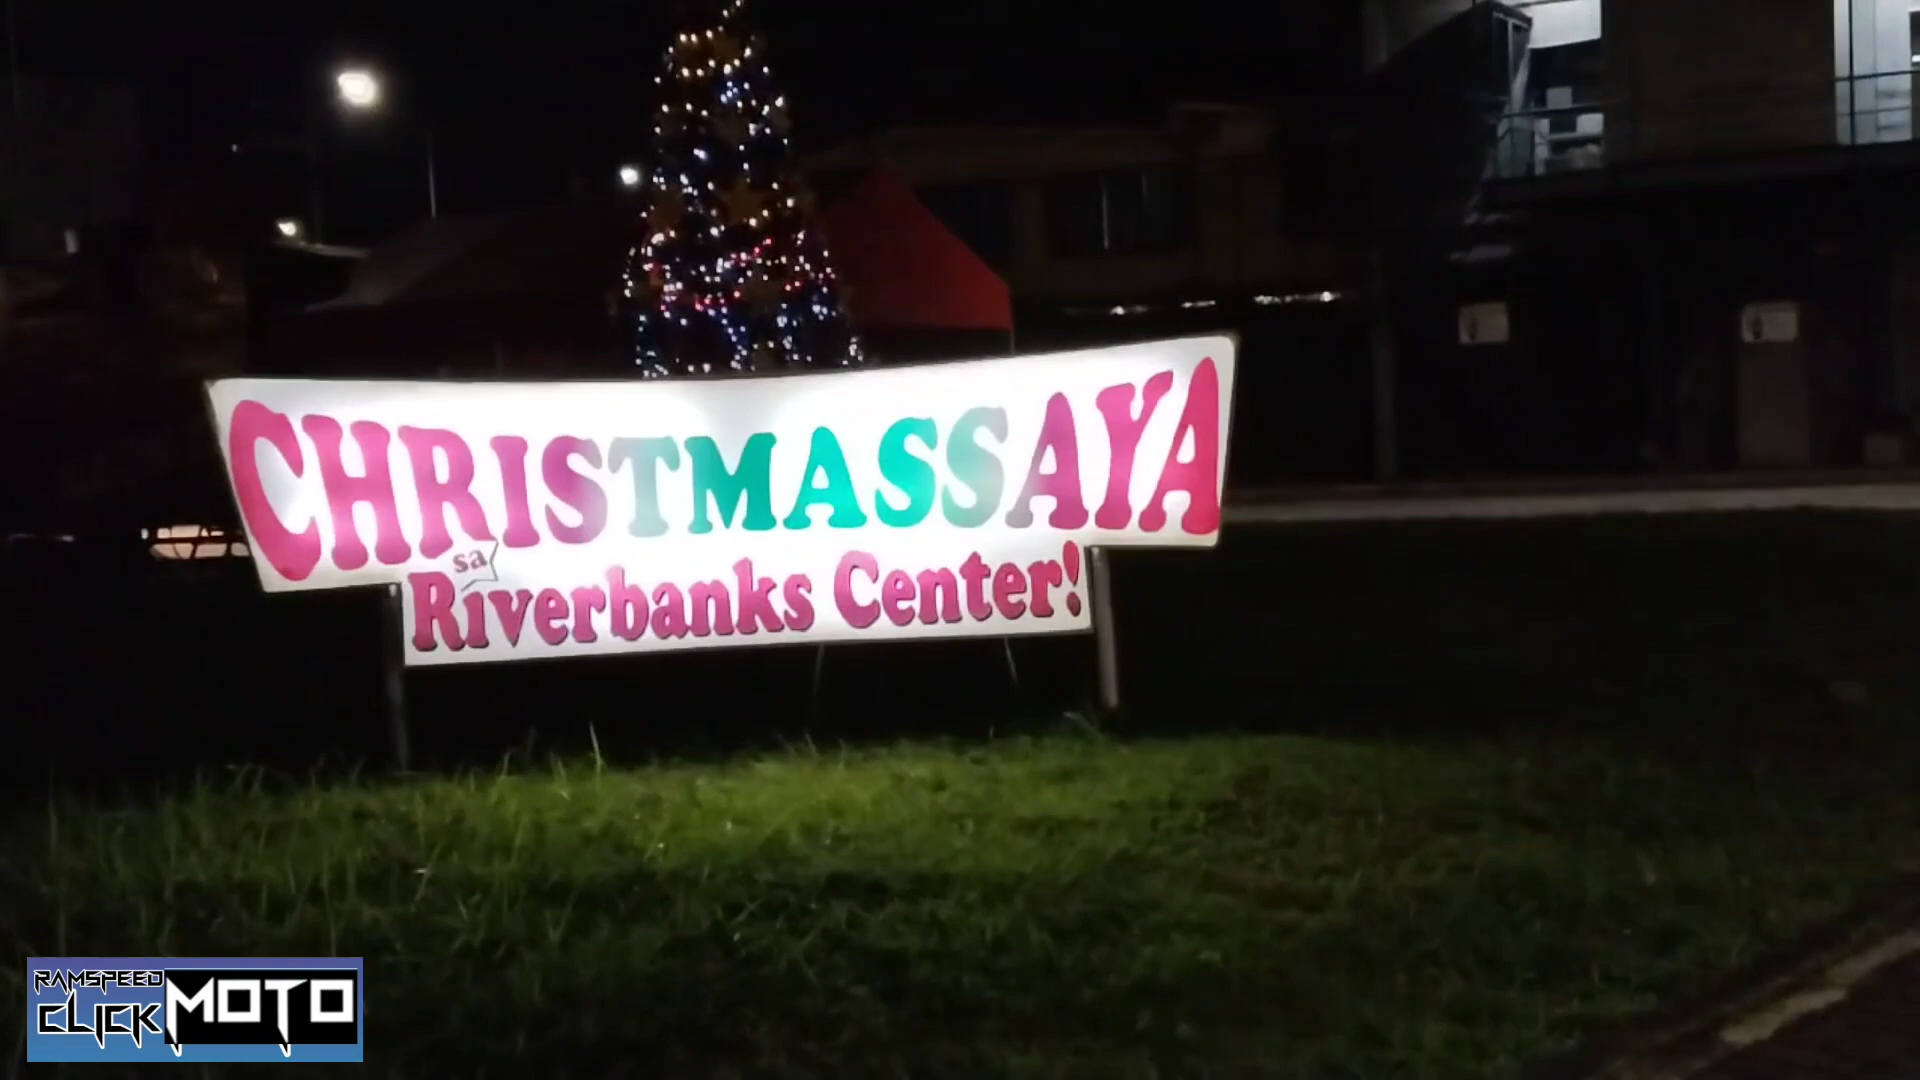 CHRISTMASSAYA
sa
Riverbanks Center!
RAMSPEED
CLICK MOTO